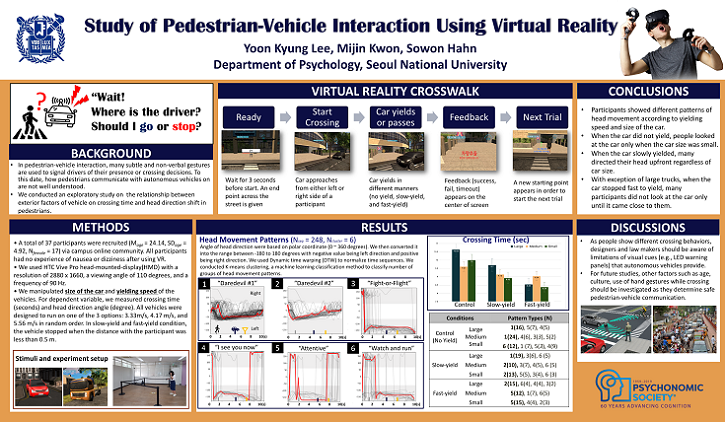 Study of Pedestrian-Vehicle Interaction Using Virtual Reality
Yoon Kyung Lee, Mijin Kwon, Sowon Hahn
Department of Psychology, Seoul National University
"Wait!
Where is the driver?
Should I go or stop?
BACKGROUND
• In pedestrian-vehicle interaction, many subtle and non-verbal gestures
are used to signal drivers of their presence or crossing decisions. To
this date, how pedestrians communicate with autonomous vehicles on
are not well understood.
• We conducted an exploratory study on the relationship between
exterior factors of vehicle on crossing time and head direction shift in
pedestrians.
VIRTUAL REALITY CROSSWALK
Ready
Start
Crossing
Car yields
or passes
Feedback
Next Trial
Wait for 3 seconds
before start. An end
point across the
street is given
Car approaches
from either left or
right side of a
participant
Car yields in
different manners
(no yield, slow-yield,
and fast-yield)
Feedback (success,
fail, timeout)
appears on the
center of screen
A new starting point
appears in order to
start the next trial
CONCLUSIONS
• Participants showed different patterns of
head movement according to yielding
speed and size of the car.
• When the car did not yield, people looked
at the car only when the car size was small.
• When the car slowly yielded, many
directed their head upfront regardless of
car size.
• With exception of large trucks, when the
car stopped fast to yield, many
participants did not look at the car only
until it came close to them.
METHODS
• A total of 37 participants were recruited
via campus online community. All participants
had no experience of nausea or dizziness after using VR.
• We used HTC Vive Pro head-mounted-display(HMD) with a
resolution of 2880 x 1660, a viewing angle of 110 degrees, and a
frequency of 90 Hz.
• We manipulated size of the car and yielding speed of the
vehicles. For dependent variable, we measured crossing time
(seconds) and head direction angle (degree). All vehicles were
designed to run on one of the 3 options: 3.33m/s, 4.17 m/s, and
5.56 m/s in random order. In slow-yield and fast-yield condition,
the vehicle stopped when the distance with the participant was
less than 0.5 m.
Stimuli and experiment setup
RESULTS
Head Movement Patterns
Angle of head direction were based on polar coordinate (0 ~ 360 degrees). We then converted it
into the range between -180 to 180 degrees with negative value being left direction and positive
being right direction. We used Dynamic time warping (DTW) to normalize time sequences. We
conducted K-means clustering, a machine learning classification method to classify number of
groups of head movement patterns.
1 "Daredevil #1"
2 "Daredevil #2"
3 "Fight-or-Flight"
Right
Left
4 "I see you now"
5 "Attentive"
6 "Watch and run"
Crossing Time (sec)
Large Medium Small
Control Slow-yield Fast-yield
Conditions Pattern Types (N)
Control
(No Yield)
Large 1(16), 5(7), 4(5)
Medium 1(24), 4(6), 3(3), 5(2)
Small
Slow-yield
Large 1(19), 3(6), 6 (5)
Medium 2(10), 3(7), 4(5), 6 (5)
Small 2(13), 5(5), 3(4), 6 (3)
Fast-yield
Large 2(15), 6(4), 4(4), 3(2)
Medium 5(12), 1(7), 6(5)
Small 5(15), 4(4), 2(3)
DISCUSSIONS
• As people show different crossing behaviors,
designers and law makers should be aware of
limitations of visual cues (e.g., LED warning
panels) that autonomous vehicles provide.
• For future studies, other factors such as age,
culture, use of hand gestures while crossing
should be investigated as they determine safe
pedestrian-vehicle communication.
PSYCHONOMIC
SOCIETY
60 YEARS ADVANCING COGNITION